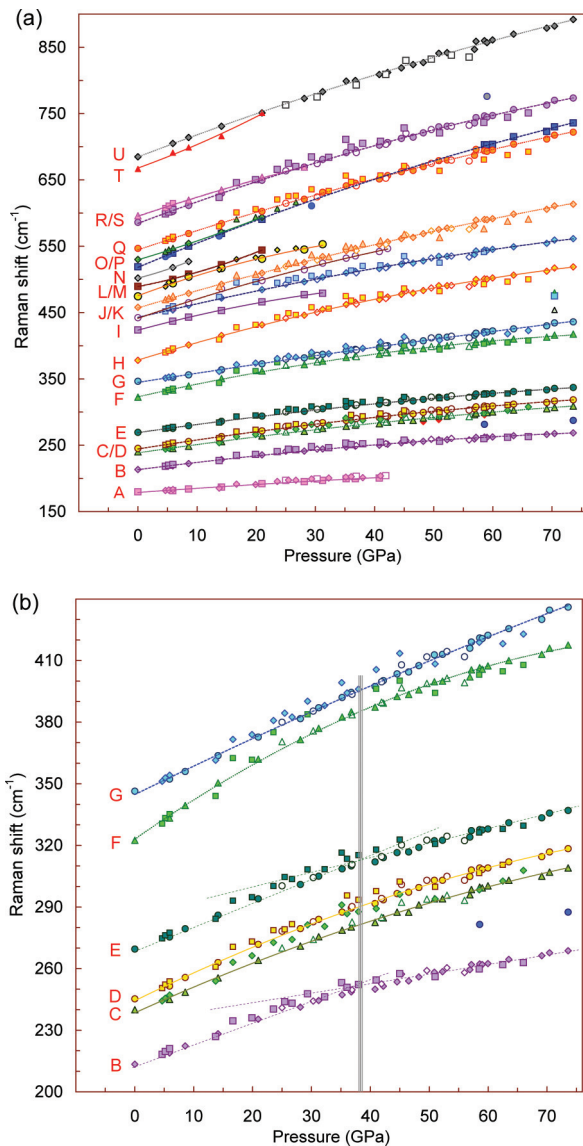 (a)
850
750
650
550
450
350
250
150
Raman shift (cm⁻¹)
U
T
R/S
Q
O/P
N
L/M
J/K
I
H
G
F
E
C/D
B
A
0 10 20 30 40 50 60 70
Pressure (GPa)
(b)
410
380
350
320
290
260
230
200
Raman shift (cm⁻¹)
G
F
E
D
C
B
0 10 20 30 40 50 60 70
Pressure (GPa)